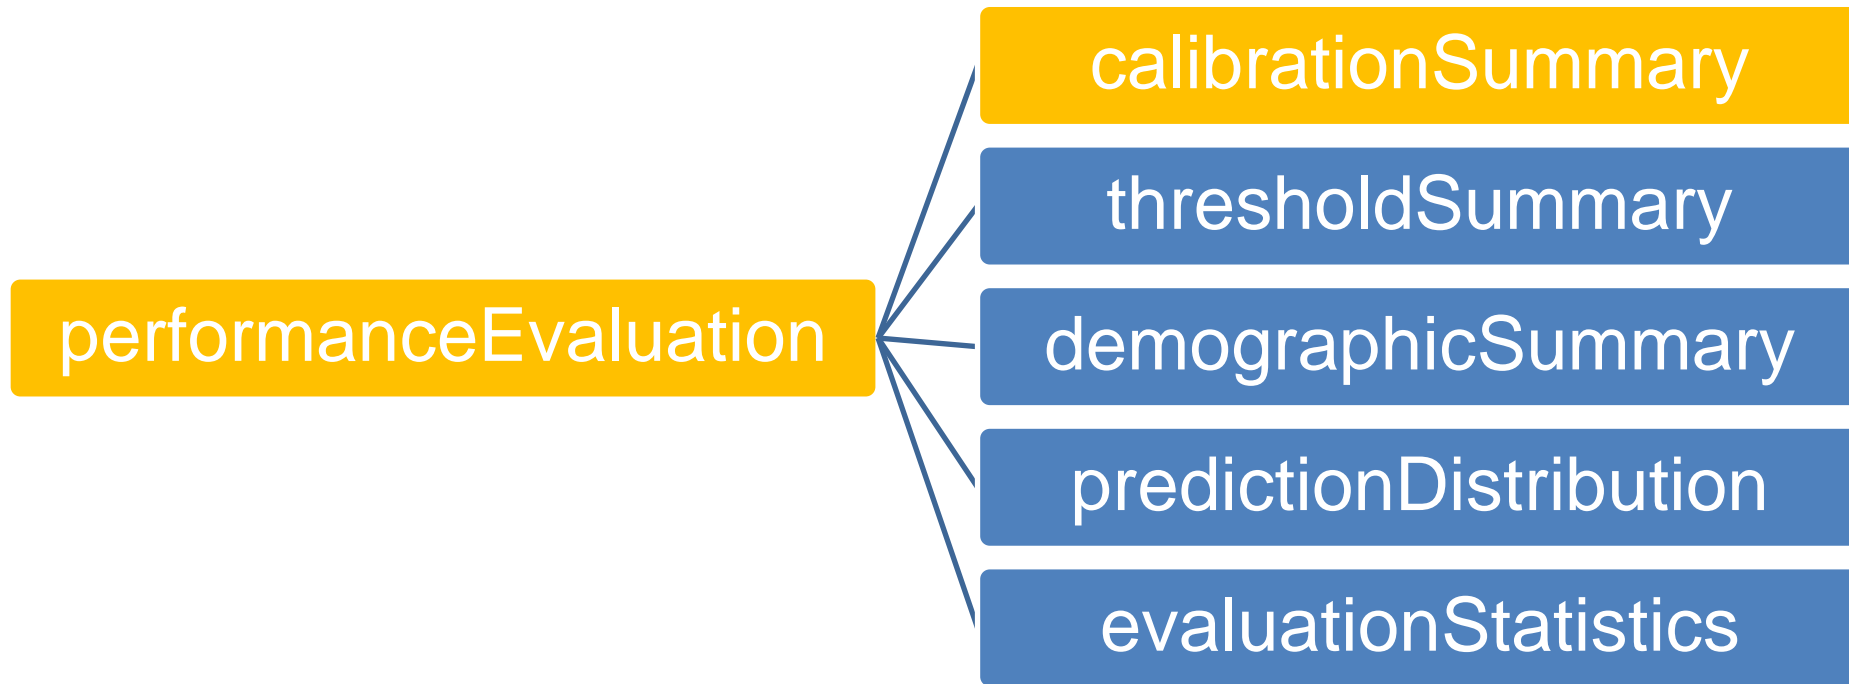 calibrationSummary
thresholdSummary
performanceEvaluation
demographicSummary
predictionDistribution
evaluationStatistics